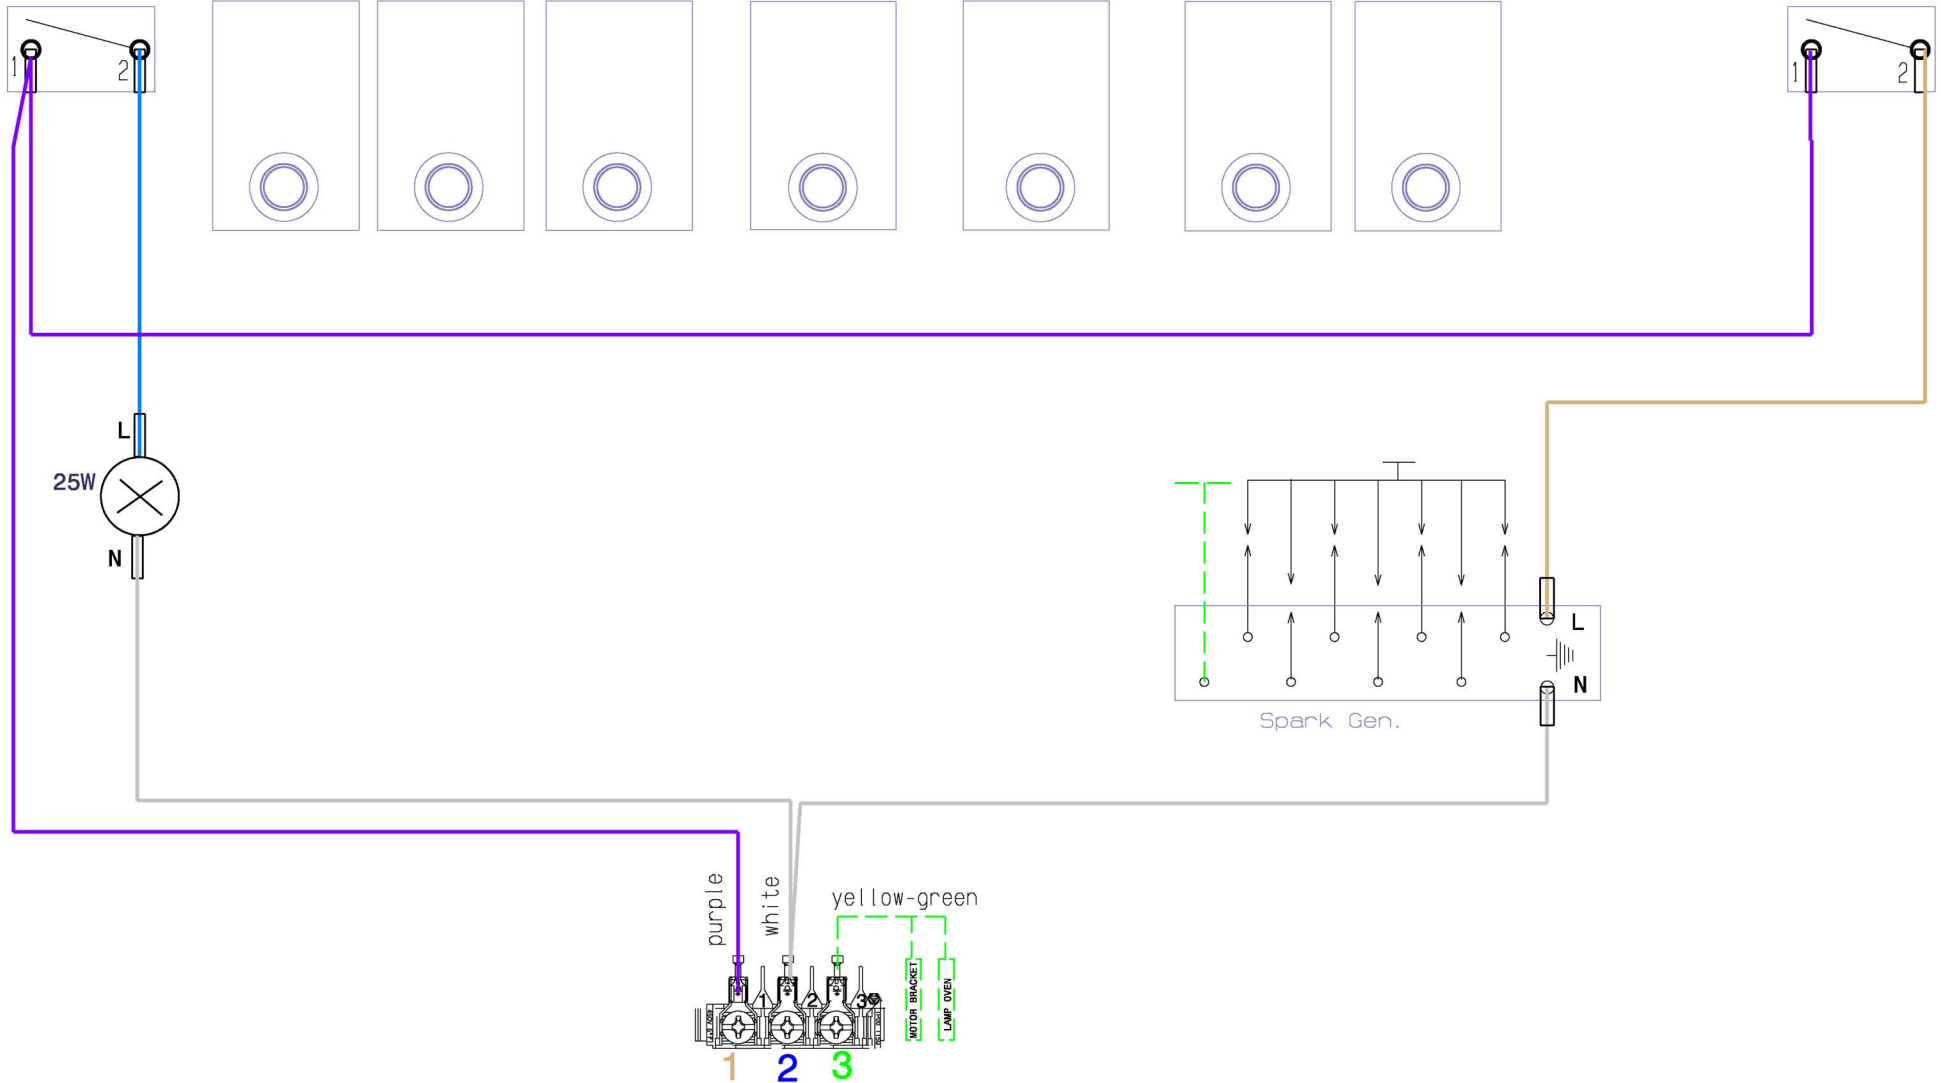 1
2
1
2
L
25W
N
L
N
Spark Gen.
purple
white
yellow-green
MOTOR BRACKET
LAMP OVEN
1
2
3
1
2
3